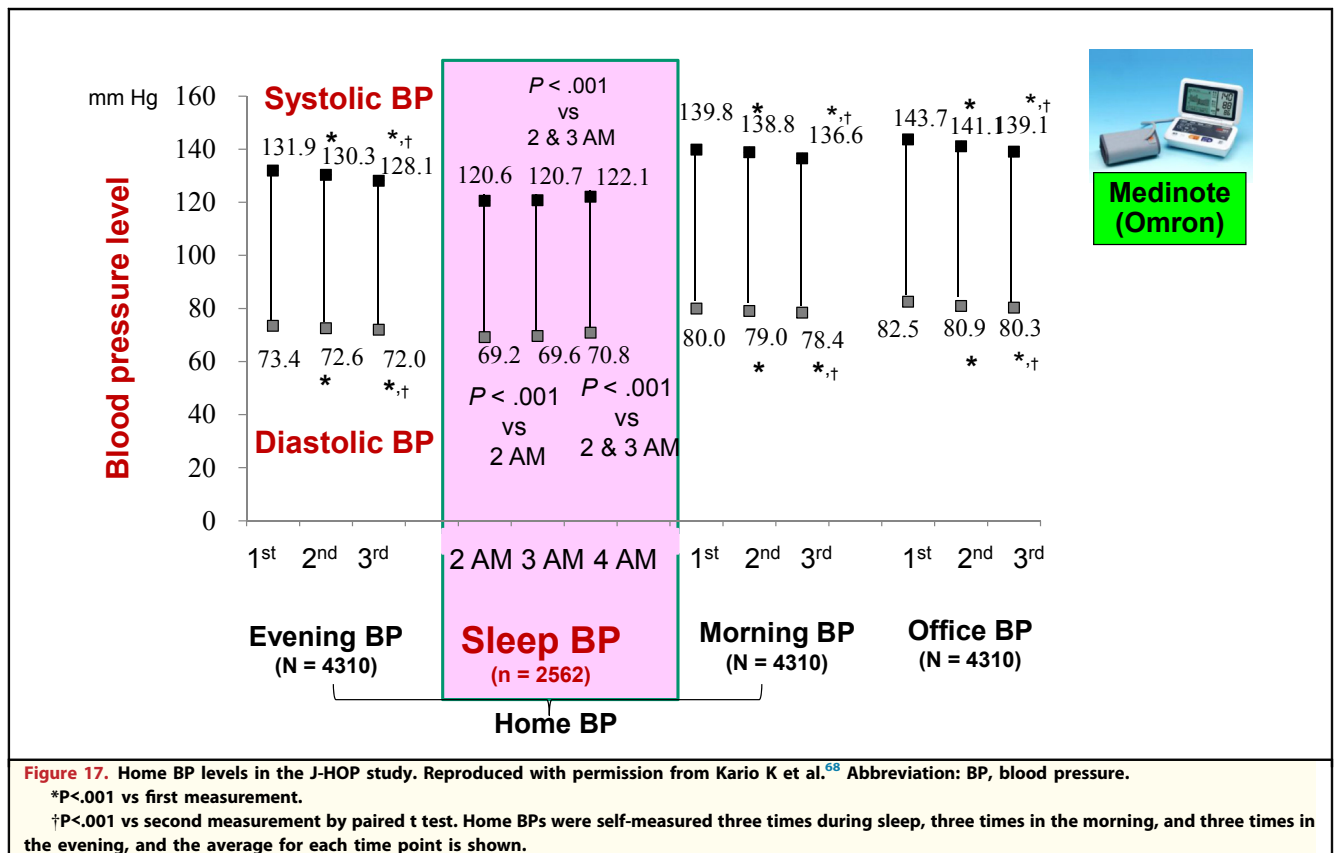 mm Hg
160
140
120
100
80
60
40
20
0
Blood pressure level
Systolic BP
Diastolic BP
131.9
*
130.3
*,†
128.1
73.4
72.6
*
72.0
*,†
P < .001
vs
2 & 3 AM
120.6 120.7 122.1
69.2 69.6 70.8
P < .001
vs
2 AM
P < .001
vs
2 & 3 AM
139.8
*
138.8
*,†
136.6
80.0
79.0
*
78.4
*,†
143.7
*
141.1
*,†
139.1
82.5
80.9
*
80.3
*,†
Medinote
(Omron)
1st 2nd 3rd 2 AM 3 AM 4 AM 1st 2nd 3rd 1st 2nd 3rd
Evening BP
(N = 4310)
Sleep BP
(n = 2562)
Morning BP
(N = 4310)
Office BP
(N = 4310)
Home BP
Figure 17. Home BP levels in the J-HOP study. Reproduced with permission from Kario K et al.68 Abbreviation: BP, blood pressure.
*P<.001 vs first measurement.
†P<.001 vs second measurement by paired t test. Home BPs were self-measured three times during sleep, three times in the morning, and three times in
the evening, and the average for each time point is shown.